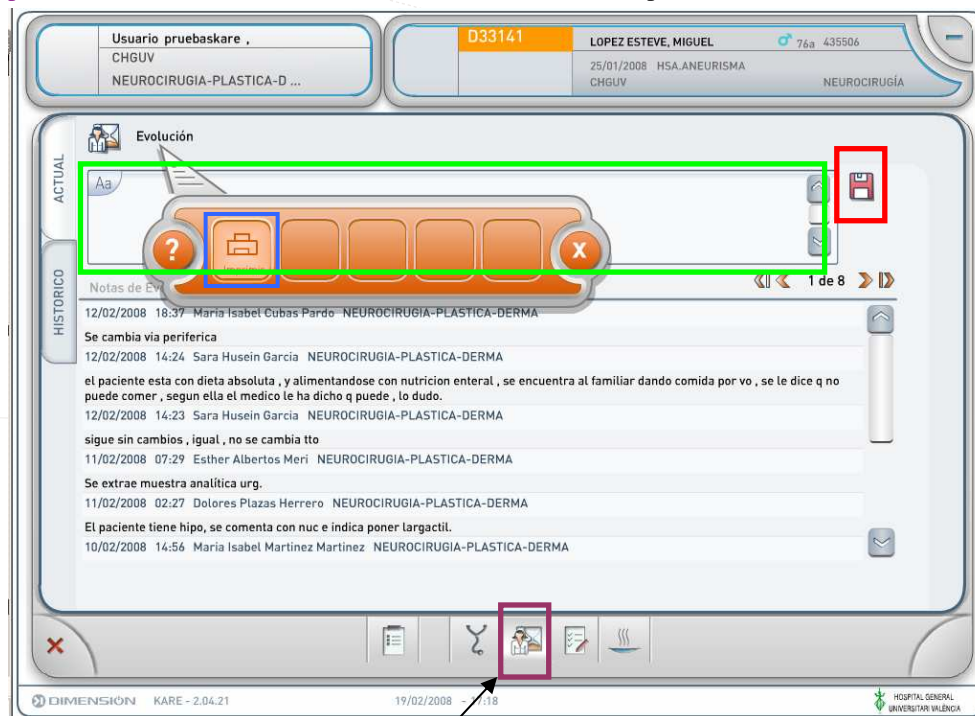 Usuario pruebaskare ,
CHGUV
NEUROCIRUGIA-PLASTICA-D ...
D33141
LOPEZ ESTEVE, MIGUEL 76a 435506
25/01/2008 HSA.ANEURISMA
CHGUV NEUROCIRUGÍA
ACTUAL
HISTORICO
Evolución
Aa
?
X
Notas de
1 de 8
12/02/2008 18:37 Maria Isabel Cubas Pardo NEUROCIRUGIA-PLASTICA-DERMA
Se cambia via periferica
12/02/2008 14:24 Sara Husein Garcia NEUROCIRUGIA-PLASTICA-DERMA
el paciente esta con dieta absoluta , y alimentandose con nutricion enteral , se encuentra al familiar dando comida por vo , se le dice q no
puede comer , segun ella el medico le ha dicho q puede , lo dudo.
12/02/2008 14:23 Sara Husein Garcia NEUROCIRUGIA-PLASTICA-DERMA
sigue sin cambios , igual , no se cambia tto
11/02/2008 07:29 Esther Albertos Meri NEUROCIRUGIA-PLASTICA-DERMA
Se extrae muestra analítica urg.
11/02/2008 02:27 Dolores Plazas Herrero NEUROCIRUGIA-PLASTICA-DERMA
El paciente tiene hipo, se comenta con nuc e indica poner largactil.
10/02/2008 14:56 Maria Isabel Martinez Martinez NEUROCIRUGIA-PLASTICA-DERMA
DIMENSIÓN KARE - 2.04.21 19/02/2008 - 17:18
HOSPITAL GENERAL
UNIVERSITARI VALÈNCIA